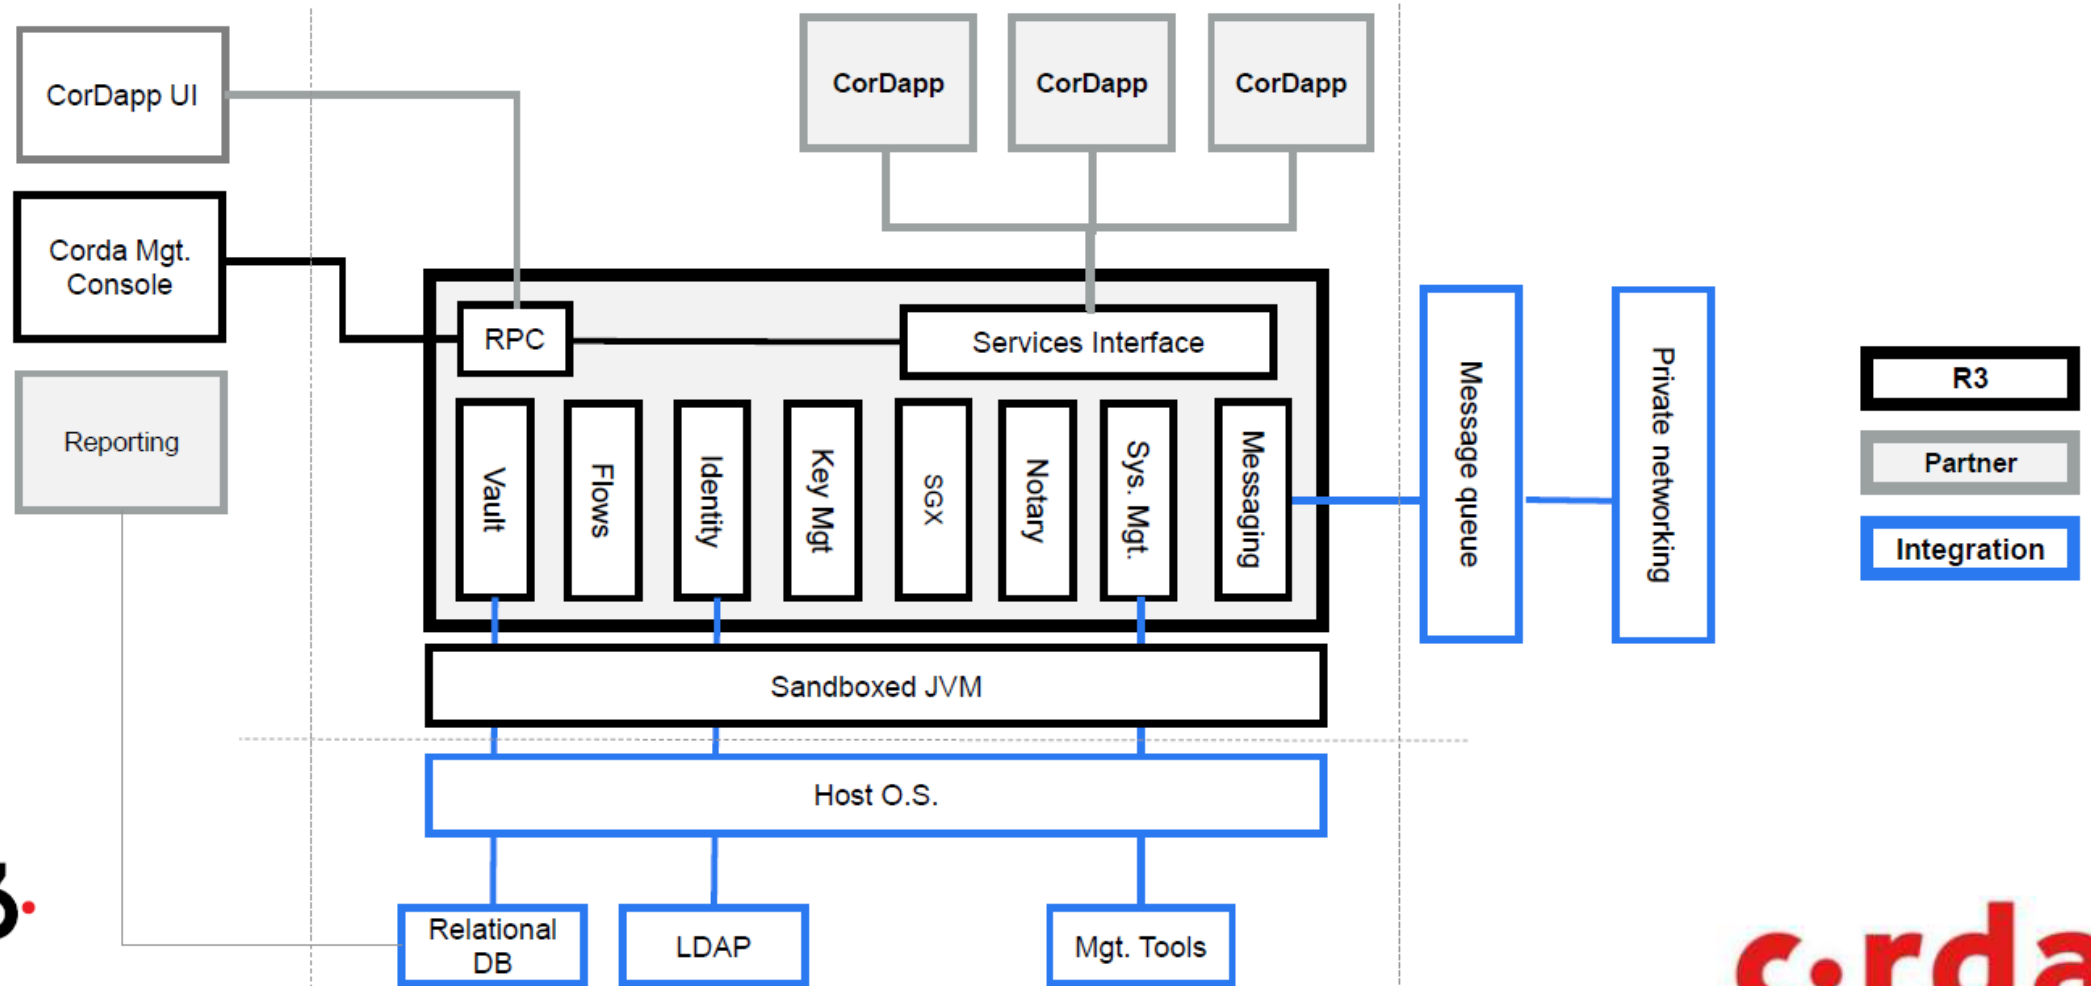 CorDapp UI
CorDapp
CorDapp
CorDapp
Corda Mgt.
Console
Reporting
RPC
Services Interface
Vault
Flows
Identity
Key Mgt
SGX
Notary
Sys. Mgt.
Messaging
Message queue
Private networking
R3
Partner
Integration
Sandboxed JVM
Host O.S.
Relational
DB
LDAP
Mgt. Tools
c·rda